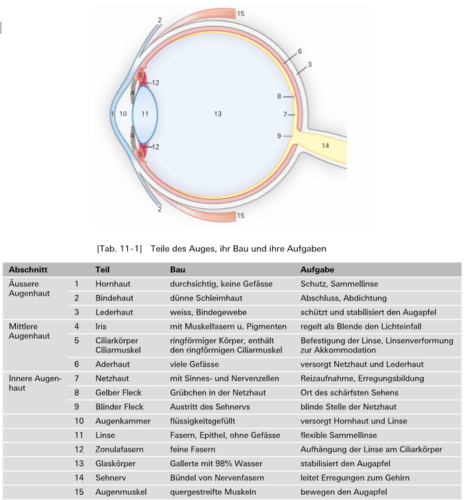 2
15
6
3
5
12
4
8
1
10
11
13
7
9
4
12
5
14
2
15
[Tab. 11-1] Teile des Auges, ihr Bau und ihre Aufgaben
Abschnitt Teil Bau Aufgabe
Äussere Augenhaut 1 Hornhaut durchsichtig, keine Gefässe Schutz, Sammellinse
2 Bindehaut dünne Schleimhaut Abschluss, Abdichtung
3 Lederhaut weiss, Bindegewebe schützt und stabilisiert den Augapfel
Mittlere Augenhaut 4 Iris mit Muskelfasern u. Pigmenten regelt als Blende den Lichteinfall
5 Ciliarkörper ringförmiger Körper, enthält Befestigung der Linse, Linsenverformung
Ciliarmuskel den ringförmigen Ciliarmuskel zur Akkommodation
6 Aderhaut viele Gefässe versorgt Netzhaut und Lederhaut
Innere Augen-
haut 7 Netzhaut mit Sinnes- und Nervenzellen Reizaufnahme, Erregungsbildung
8 Gelber Fleck Grübchen in der Netzhaut Ort des schärfsten Sehens
9 Blinder Fleck Austritt des Sehnervs blinde Stelle der Netzhaut
10 Augenkammer flüssigkeitsgefüllt versorgt Hornhaut und Linse
11 Linse Fasern, Epithel, ohne Gefässe flexible Sammellinse
12 Zonulafasern feine Fasern Aufhängung der Linse am Ciliarkörper
13 Glaskörper Gallerte mit 98% Wasser stabilisiert den Augapfel
14 Sehnerv Bündel von Nervenfasern leitet Erregungen zum Gehirn
15 Augenmuskel quergestreifte Muskeln bewegen den Augapfel